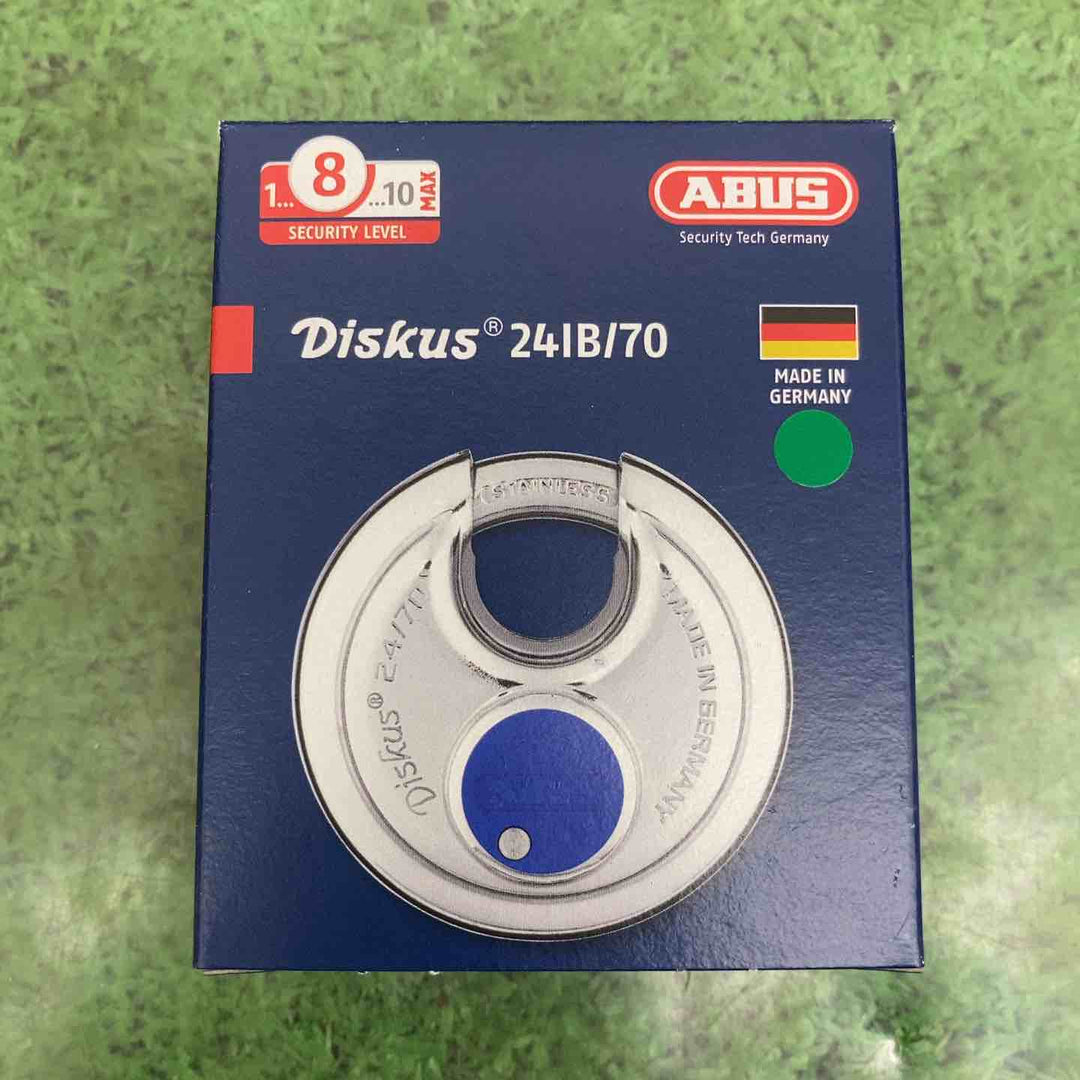 1... 8 ...10 MAX
SECURITY LEVEL
ABUS
Security Tech Germany
Diskus® 24IB/70
MADE IN
GERMANY
STAINLESS
Diskus® 24/70
MADE IN GERMANY